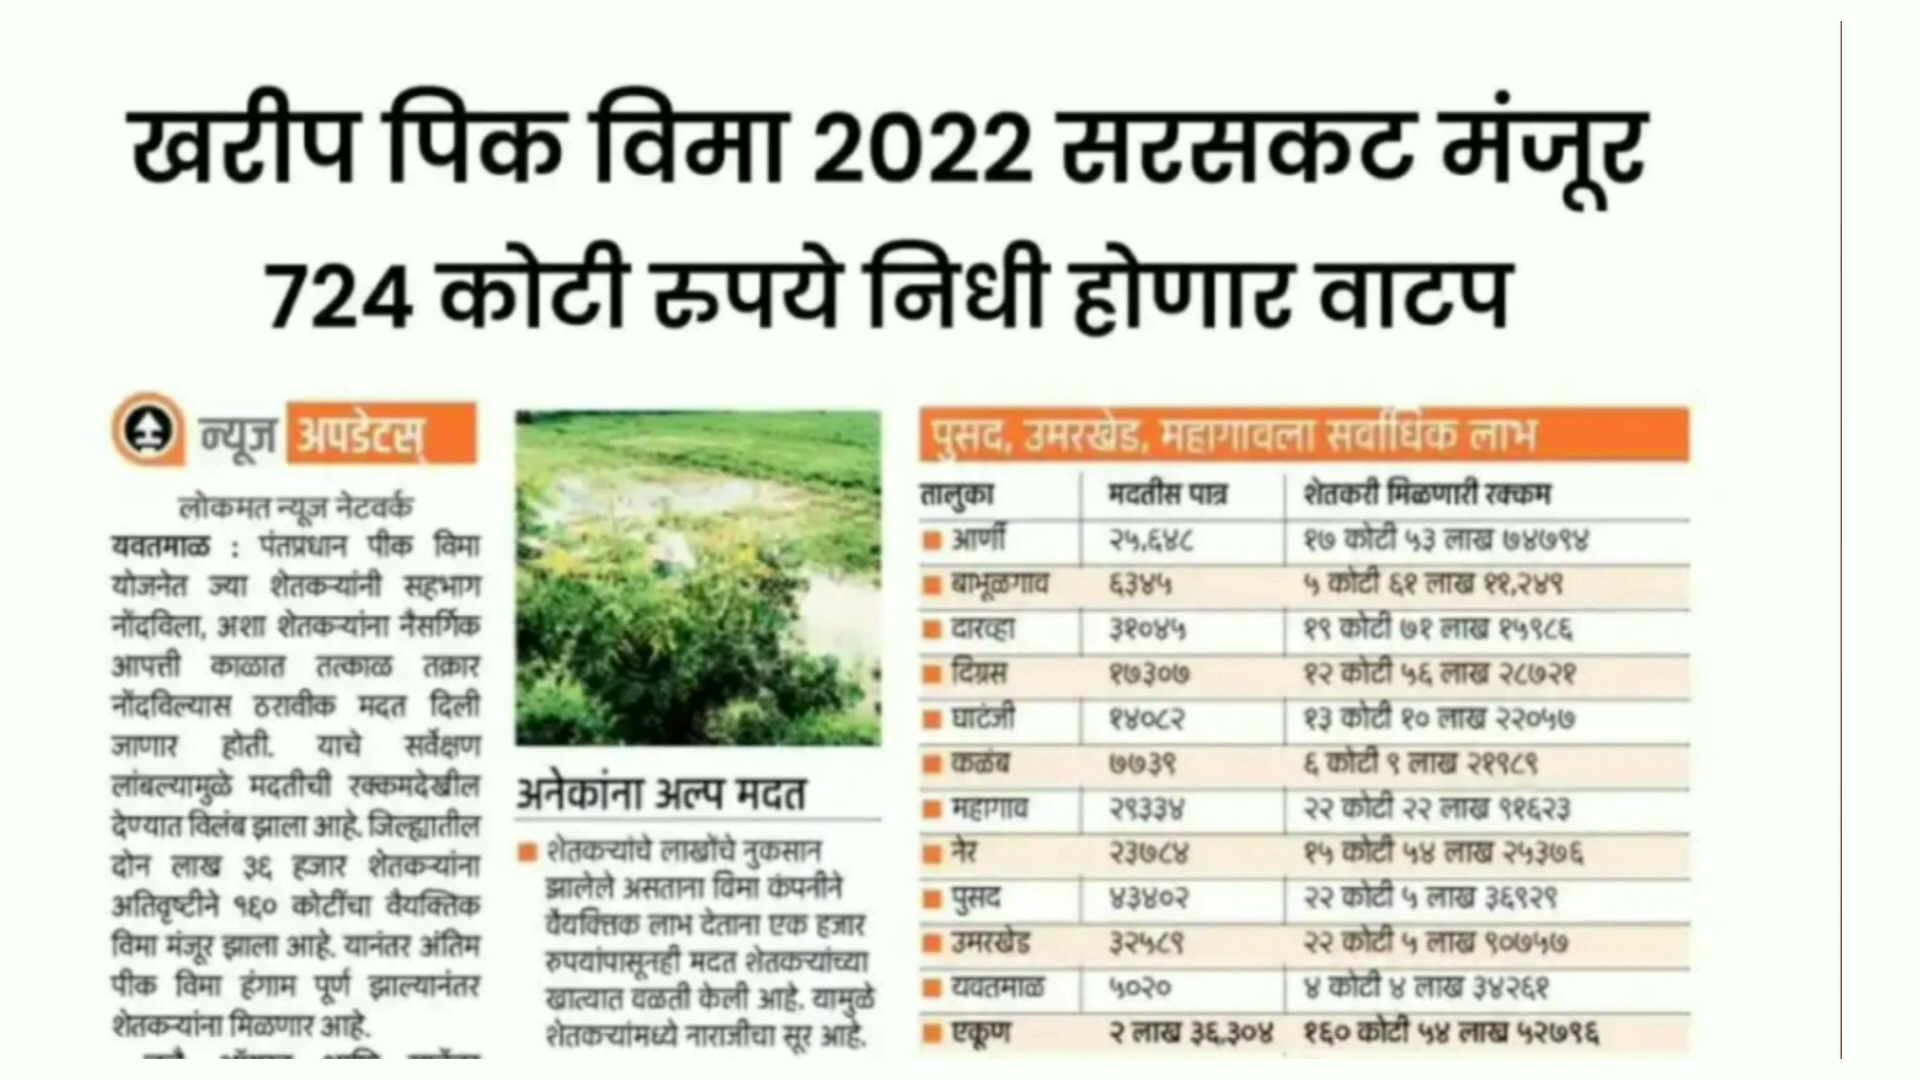 खरीप पिक विमा 2022 सरसकट मंजूर
724 कोटी रुपये निधी होणार वाटप
न्यूज अपडेटस्
लोकमत न्यूज नेटवर्क
यवतमाळ : पंतप्रधान पीक विमा
योजनेत ज्या शेतकऱ्यांनी सहभाग
नोंदविला, अशा शेतकऱ्यांना नैसर्गिक
आपत्ती काळात तत्काळ तक्रार
नोंदविल्यास ठरावीक मदत दिली
जाणार होती. याचे सर्वेक्षण
लांबल्यामुळे मदतीची रक्कमदेखील
देण्यात विलंब झाला आहे. जिल्ह्यातील
दोन लाख ३६ हजार शेतकऱ्यांना
अतिवृष्टीने १६० कोटींचा वैयक्तिक
विमा मंजूर झाला आहे. यानंतर अंतिम
पीक विमा हंगाम पूर्ण झाल्यानंतर
शेतकऱ्यांना मिळणार आहे.
अनेकांना अल्प मदत
शेतकऱ्यांचे लाखोंचे नुकसान
झालेले असताना विमा कंपनीने
वैयक्तिक लाभ देताना एक हजार
रुपयांपासूनही मदत शेतकऱ्यांच्या
खात्यात वळती केली आहे. यामुळे
शेतकऱ्यांमध्ये नाराजीचा सूर आहे.
पुसद, उमरखेड, महागावला सर्वाधिक लाभ
तालुका मदतीस पात्र शेतकरी मिळणारी रक्कम
आर्णी २५,६४८ १७ कोटी ५३ लाख ७४७९४
बाभूळगाव ६३४५ ५ कोटी ६१ लाख ११,२४९
दारव्हा ३१०४५ १९ कोटी ७१ लाख १५९८६
दिग्रस १७३०७ १२ कोटी ५६ लाख २८७२१
घाटंजी १४०८२ १३ कोटी १० लाख २२०५७
कळंब ७७३९ ६ कोटी ९ लाख २१९८९
महागाव २९३३४ २२ कोटी २२ लाख ९१६२३
नेर २३७८४ १५ कोटी ५४ लाख २५३७६
पुसद ४३४०२ २२ कोटी ५ लाख ३६९२९
उमरखेड ३२५८९ २२ कोटी ५ लाख ९०७५७
यवतमाळ ५०२० ४ कोटी ४ लाख ३४२६१
एकूण २ लाख ३६,३०४ १६० कोटी ५४ लाख ५२७९६